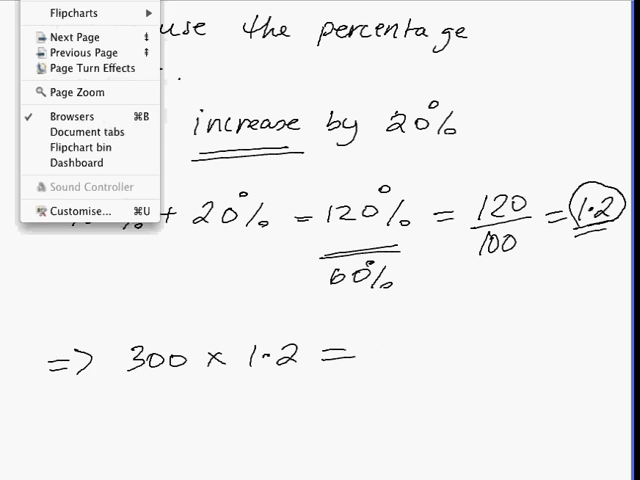 Flipcharts
Next Page
Previous Page
Page Turn Effects
Page Zoom
Browsers ⌘B
Document tabs
Flipchart bin
Dashboard
Sound Controller
Customise... ⌘U
use the percentage
increase by 20%
% + 20% = 120% = 120/100 = 1.2
60%
=> 300 x 1.2 =